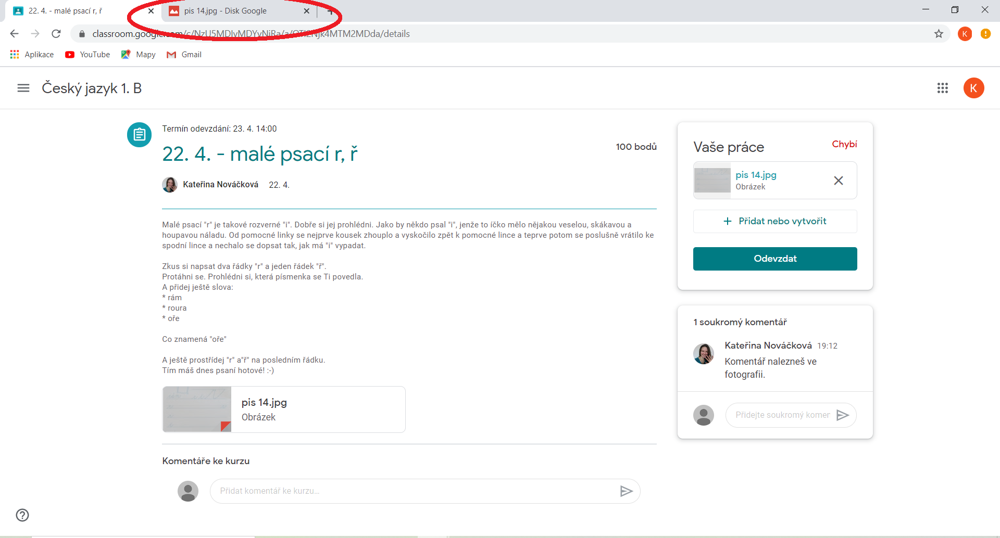 22. 4. - malé psací r, ř
pis 14.jpg - Disk Google
classroom.google.com/c/NzU5MDIyMDYyNjRa/a/OTI2Njk4MTM2MDda/details
K
Aplikace YouTube Mapy Gmail
Český jazyk 1. B
K
Termín odevzdání: 23. 4. 14:00
22. 4. - malé psací r, ř
100 bodů
Kateřina Nováčková 22. 4.
Malé psací "r" je takové rozverné "i". Dobře si jej prohlédni. Jako by někdo psal "i", jenže to íčko mělo nějakou veselou, skákavou a
houpavou náladu. Od pomocné linky se nejprve kousek zhouplo a vyskočilo zpět k pomocné lince a teprve potom se poslušně vrátilo ke
spodní lince a nechalo se dopsat tak, jak má "i" vypadat.
Zkus si napsat dva řádky "r" a jeden řádek "ř".
Protáhni se. Prohlédni si, která písmenka se Ti povedla.
A přidej ještě slova:
* rám
* roura
* oře
Co znamená "oře"
A ještě prostřídej "r" a"ř" na posledním řádku.
Tím máš dnes psaní hotové! :-)
pis 14.jpg
Obrázek
Komentáře ke kurzu
Přidat komentář ke kurzu...
Vaše práce
Chybí
pis 14.jpg
Obrázek
+ Přidat nebo vytvořit
Odevzdat
1 soukromý komentář
Kateřina Nováčková 19:12
Komentář nalezneš ve
fotografii.
Přidejte soukromý komer